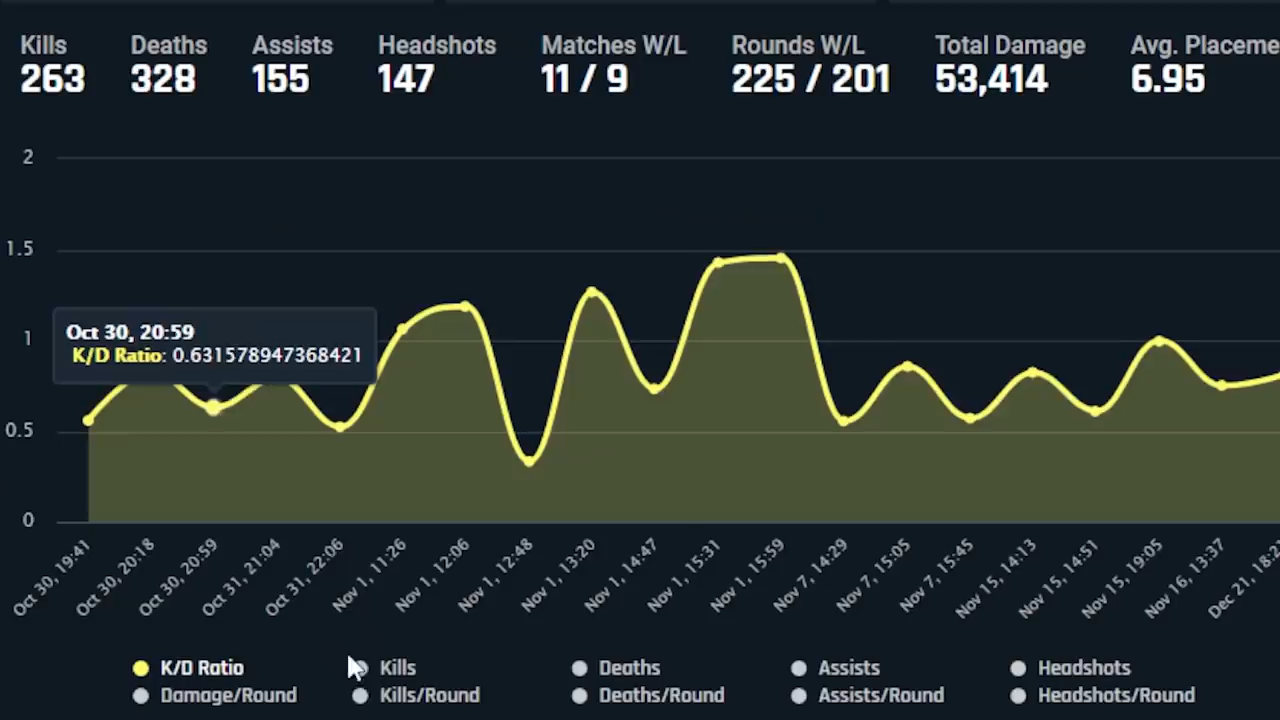 Kills Deaths Assists Headshots Matches W/L Rounds W/L Total Damage Avg. Placeme
263 328 155 147 11 / 9 225 / 201 53,414 6.95
2
1.5
1
0.5
0
Oct 30, 20:59
K/D Ratio: 0.631578947368421
Oct 30, 19:41
Oct 30, 20:18
Oct 30, 20:59
Oct 31, 21:04
Oct 31, 22:06
Nov 1, 11:26
Nov 1, 12:06
Nov 1, 12:48
Nov 1, 13:20
Nov 1, 14:47
Nov 1, 15:31
Nov 1, 15:59
Nov 7, 14:29
Nov 7, 15:05
Nov 7, 15:45
Nov 15, 14:13
Nov 15, 14:51
Nov 15, 19:05
Nov 16, 13:37
Dec 21, 18:2
K/D Ratio Kills Deaths Assists Headshots
Damage/Round Kills/Round Deaths/Round Assists/Round Headshots/Round